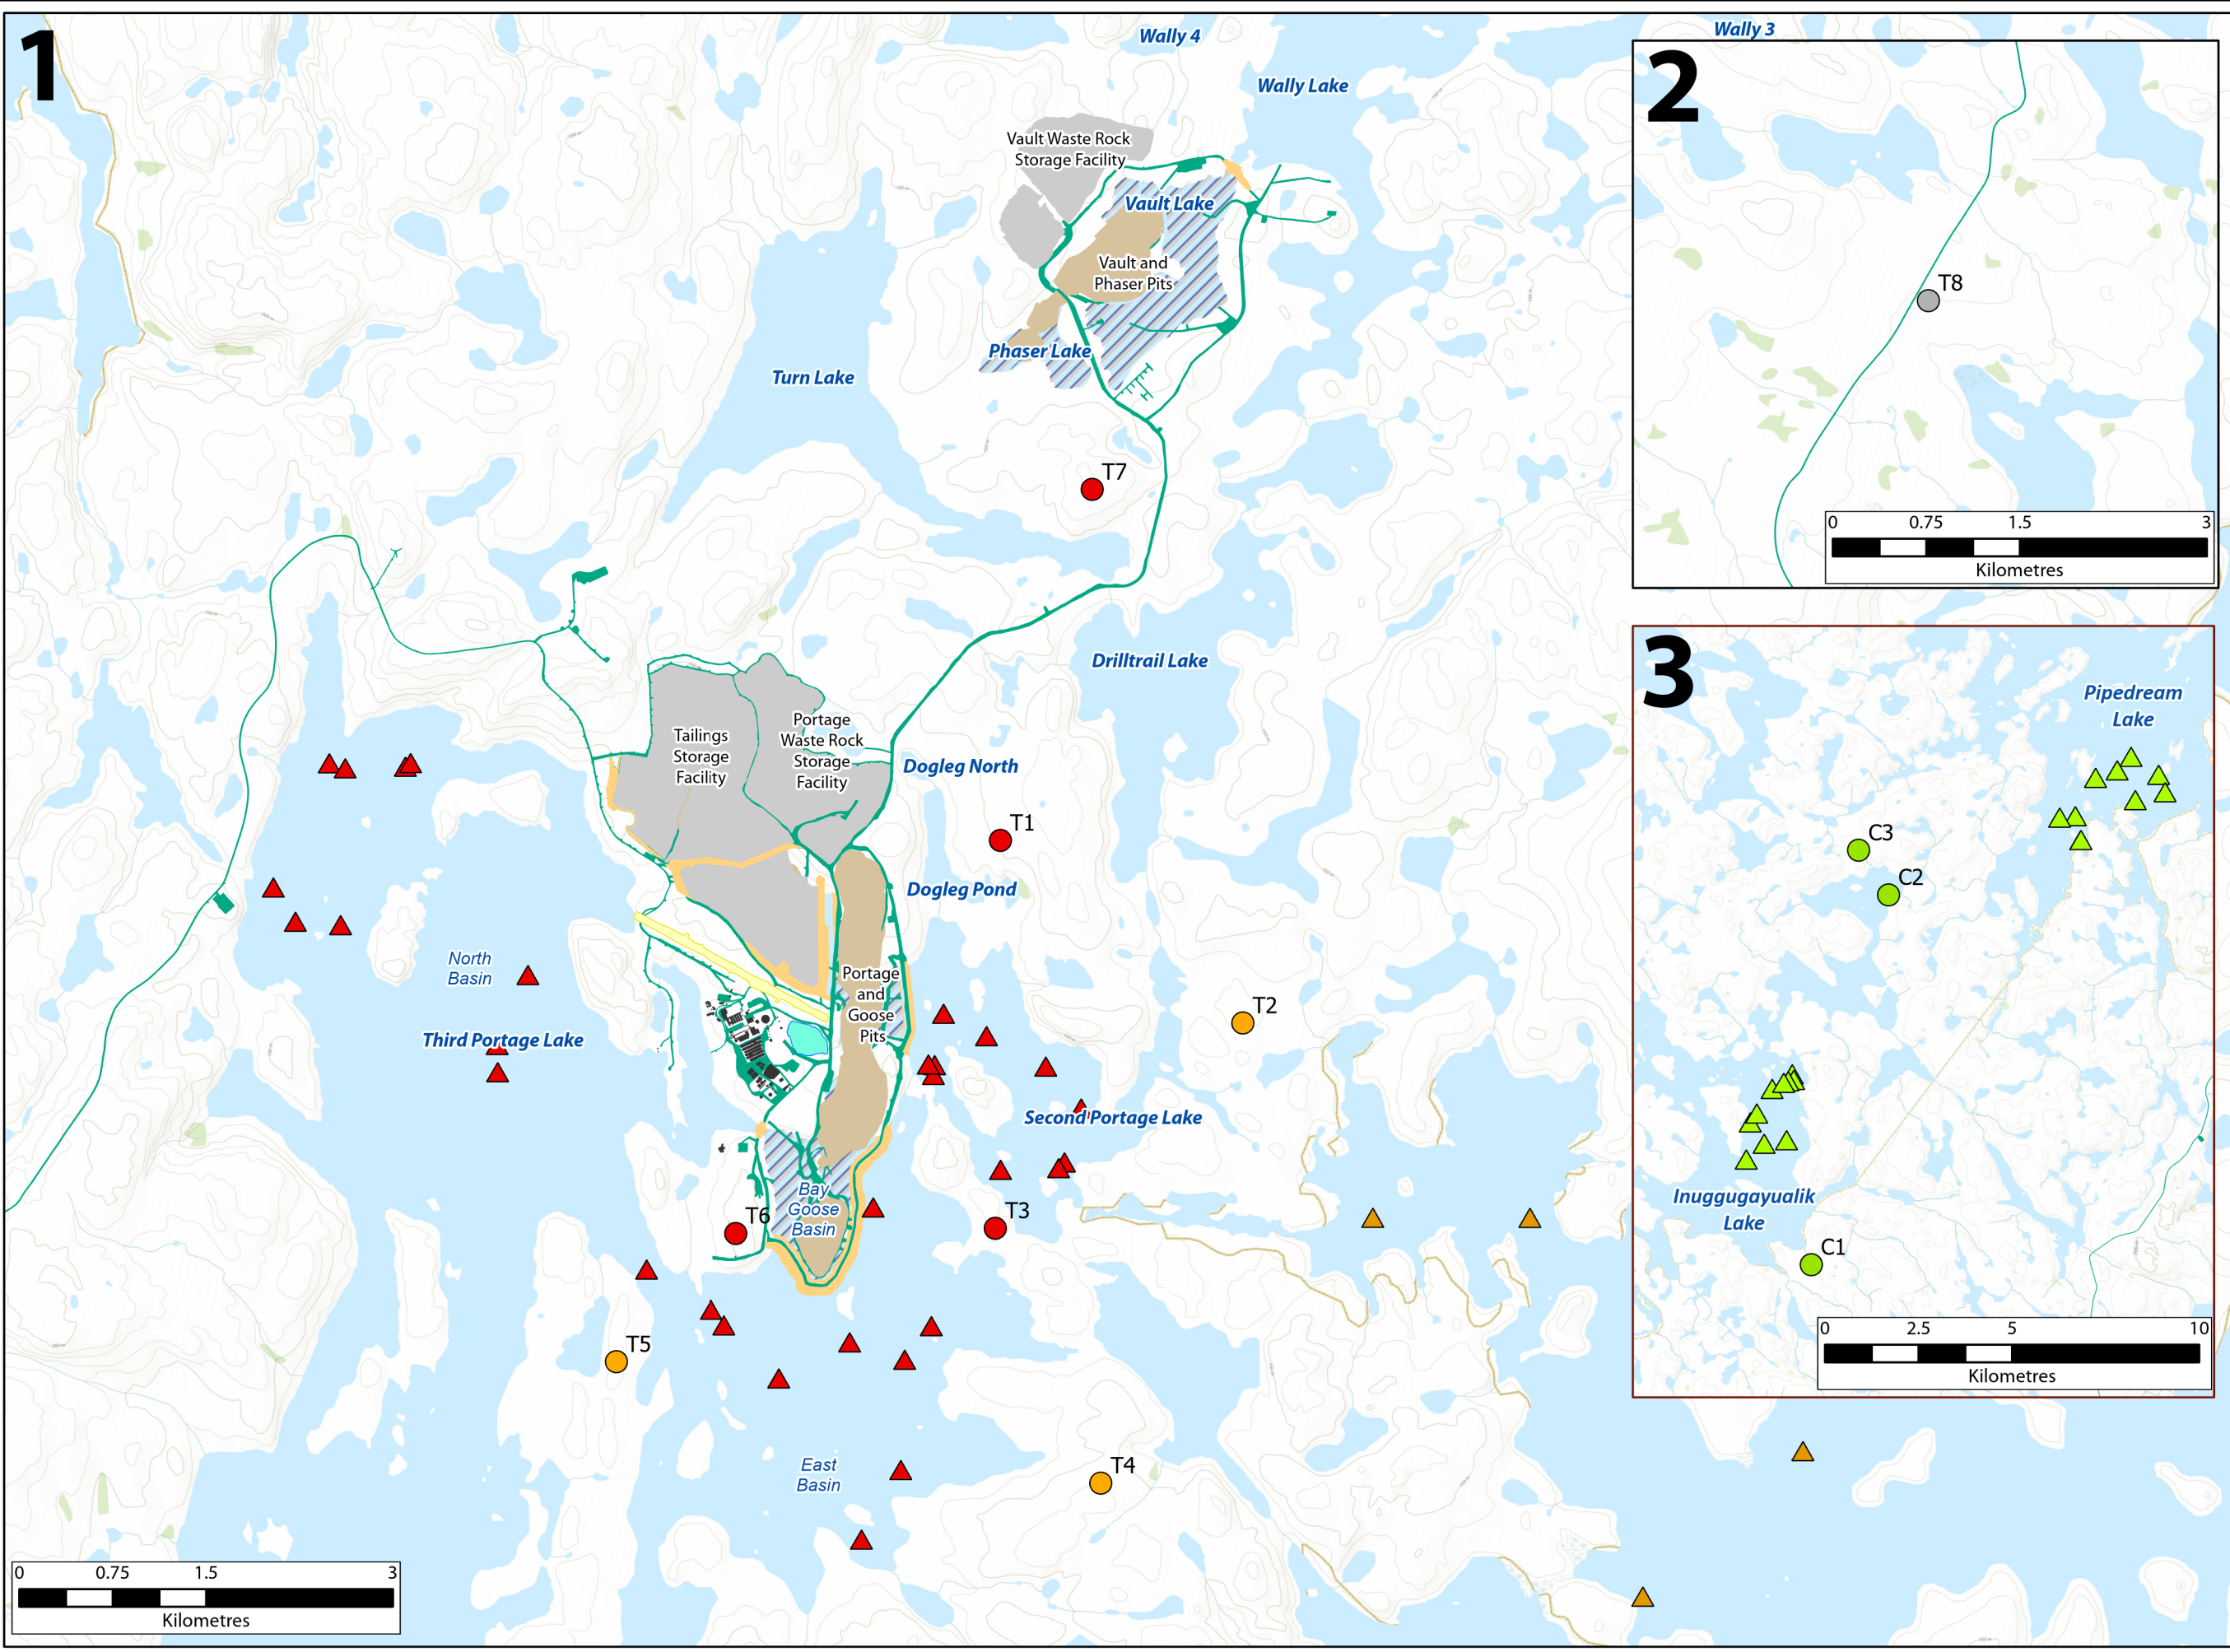 1
Wally 4
Wally Lake
Vault Waste Rock
Storage Facility
Vault Lake
Vault and
Phaser Pits
Phaser Lake
Turn Lake
T7
Drilltrail Lake
Tailings
Storage
Facility
Portage
Waste Rock
Storage
Facility
Dogleg North
T1
Dogleg Pond
North
Basin
Third Portage Lake
Portage
and
Goose
Pits
T2
Second Portage Lake
Bay
Goose
Basin
T6
T3
T5
East
Basin
T4
0 0.75 1.5 3
Kilometres
Wally 3
2
T8
0 0.75 1.5 3
Kilometres
3
Pipedream
Lake
C3
C2
Inuggugayualik
Lake
C1
0 2.5 5 10
Kilometres